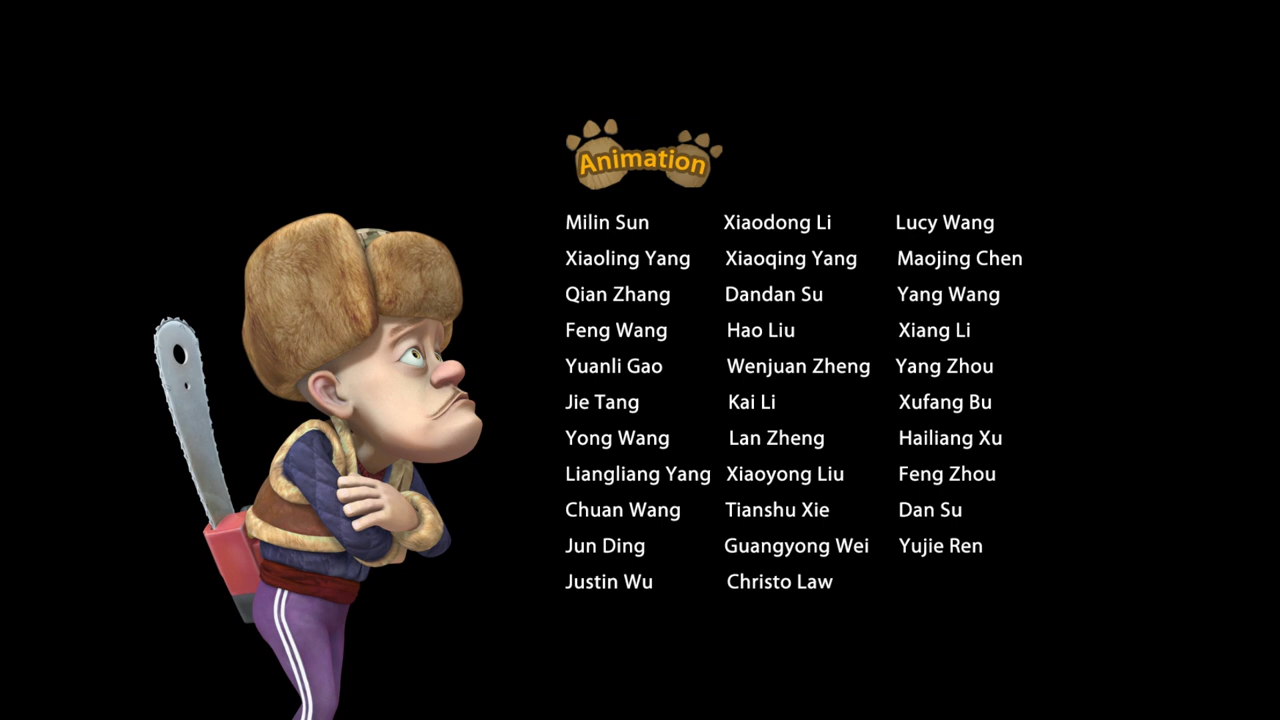 Animation
Milin Sun Xiaodong Li Lucy Wang
Xiaoling Yang Xiaoqing Yang Maojing Chen
Qian Zhang Dandan Su Yang Wang
Feng Wang Hao Liu Xiang Li
Yuanli Gao Wenjuan Zheng Yang Zhou
Jie Tang Kai Li Xufang Bu
Yong Wang Lan Zheng Hailiang Xu
Liangliang Yang Xiaoyong Liu Feng Zhou
Chuan Wang Tianshu Xie Dan Su
Jun Ding Guangyong Wei Yujie Ren
Justin Wu Christo Law